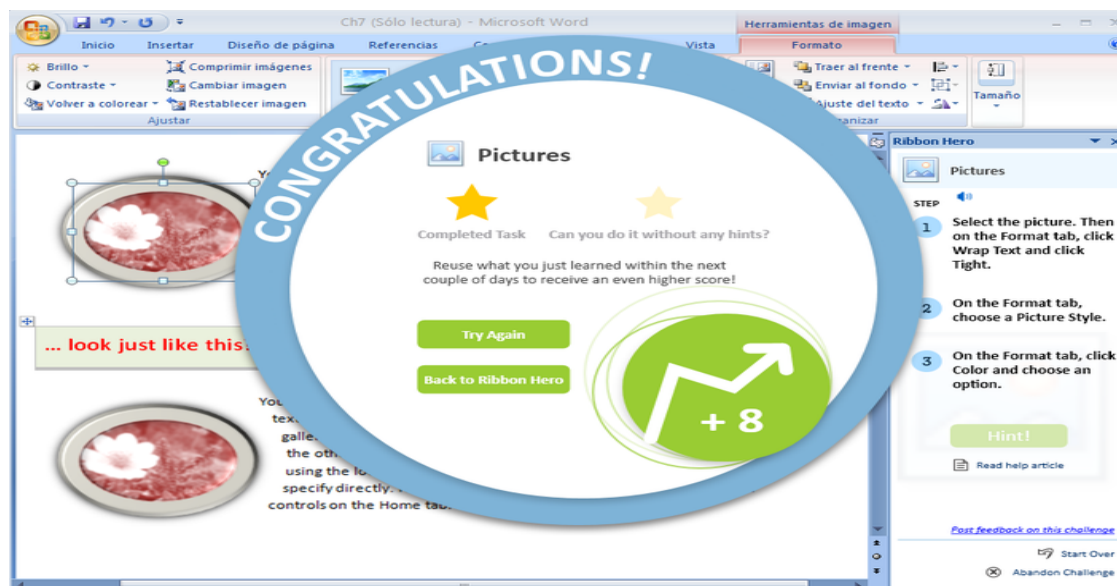 Ch7 (Sólo lectura) - Microsoft Word
Herramientas de imagen
Inicio Insertar Diseño de página Referencias Vista Formato
Brillo
Contraste
Volver a colorear
Comprimir imágenes
Cambiar imagen
Restablecer imagen
Ajustar
Traer al frente
Enviar al fondo
Ajuste del texto
Tamaño
CONGRATULATIONS!
Pictures
Completed Task
Can you do it without any hints?
Reuse what you just learned within the next
couple of days to receive an even higher score!
Try Again
Back to Ribbon Hero
+ 8
... look just like this
the
using the
specify directly.
controls on the Home
Ribbon Hero
Pictures
STEP
1 Select the picture. Then
on the Format tab, click
Wrap Text and click
Tight.
2 On the Format tab,
choose a Picture Style.
3 On the Format tab, click
Color and choose an
option.
Hint!
Read help article
Post feedback on this challenge
Start Over
Abandon Challenge